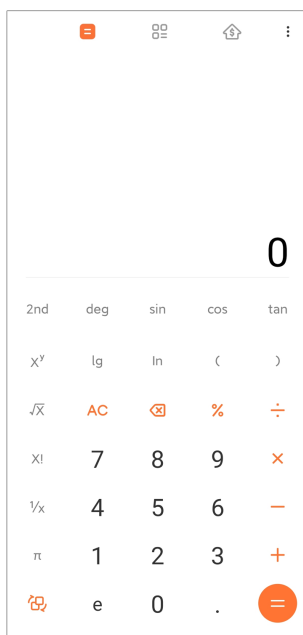 0
2nd deg sin cos tan
Xʸ lg ln ( )
√X AC % ÷
X! 7 8 9 ×
¹/x 4 5 6 −
π 1 2 3 +
e 0 . =